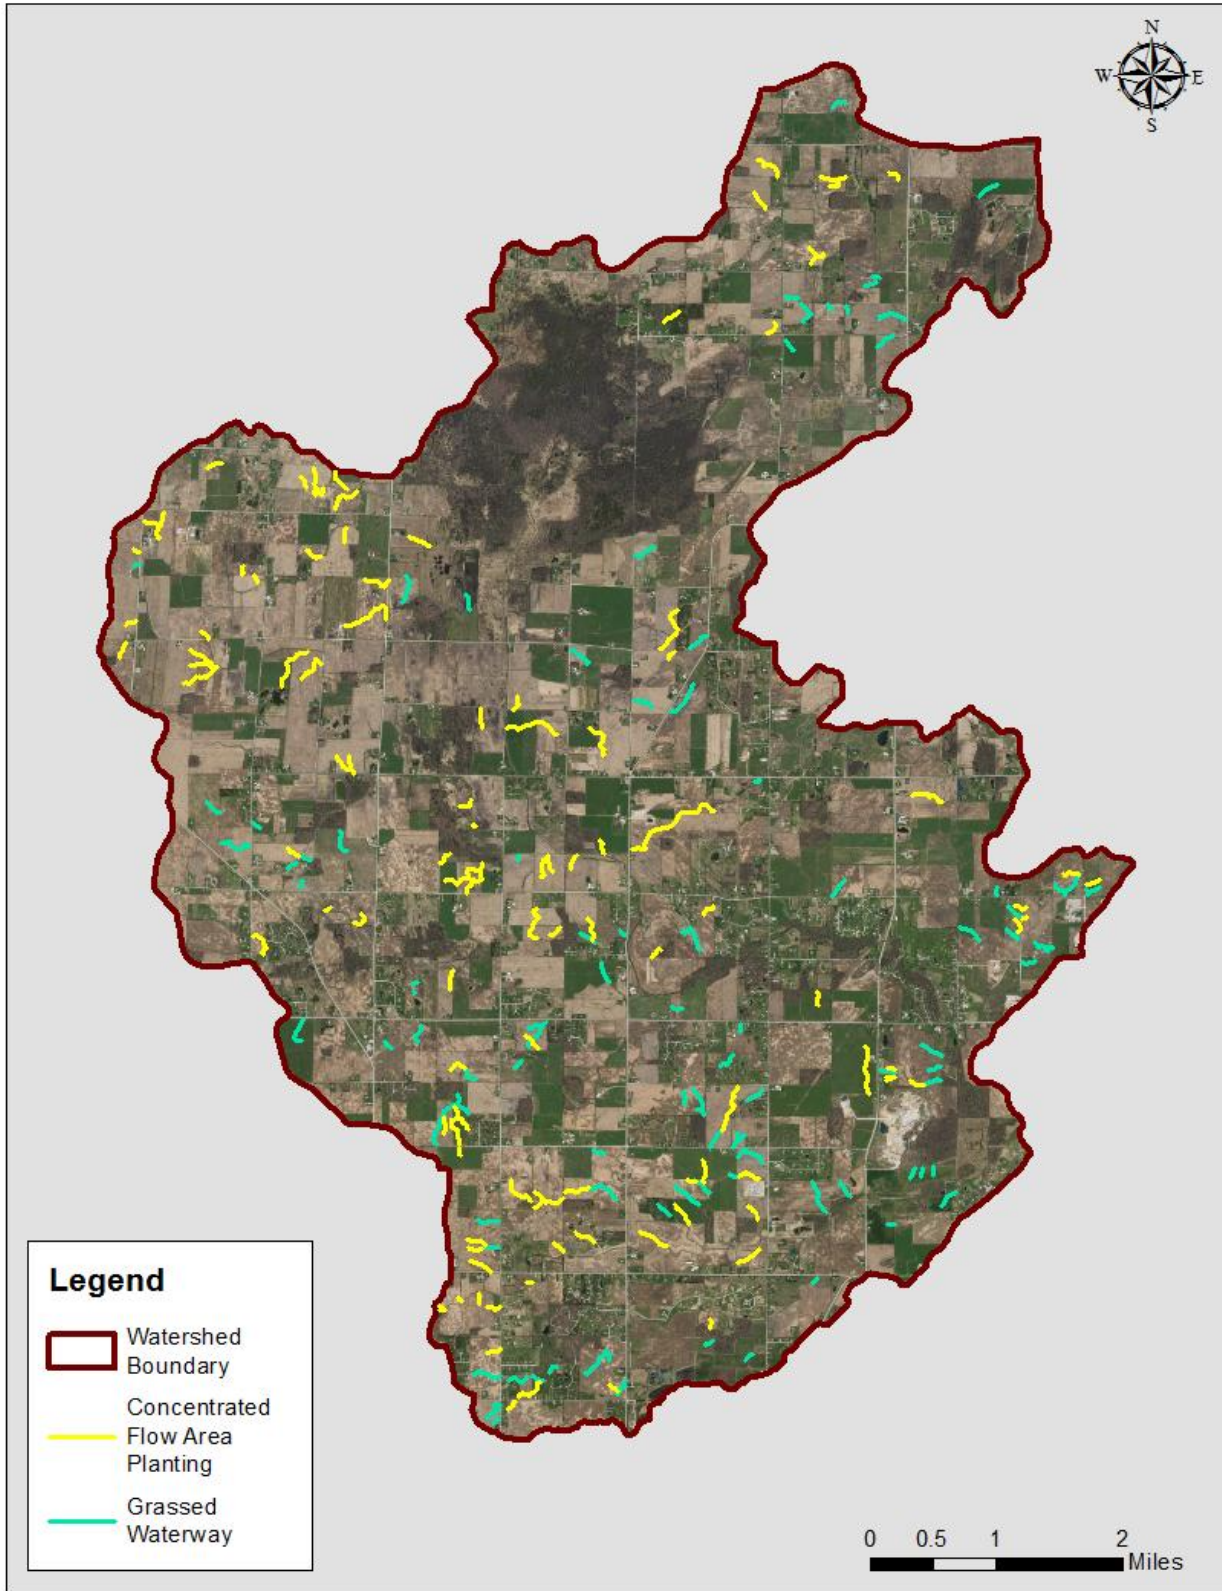 N
W E
S
Legend
Watershed
Boundary
Concentrated
Flow Area
Planting
Grassed
Waterway
0 0.5 1 2
Miles